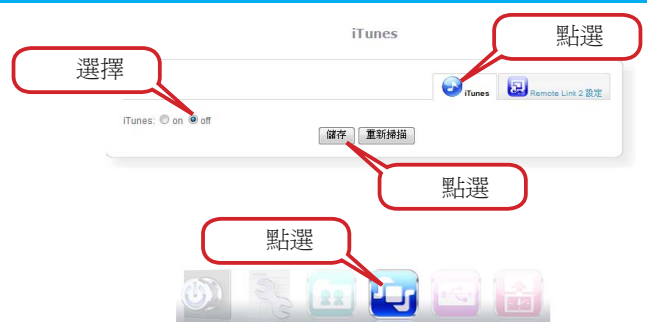 iTunes
點選
選擇
iTunes
Remote Link 2 設定
iTunes: on off
儲存 重新掃描
點選
點選